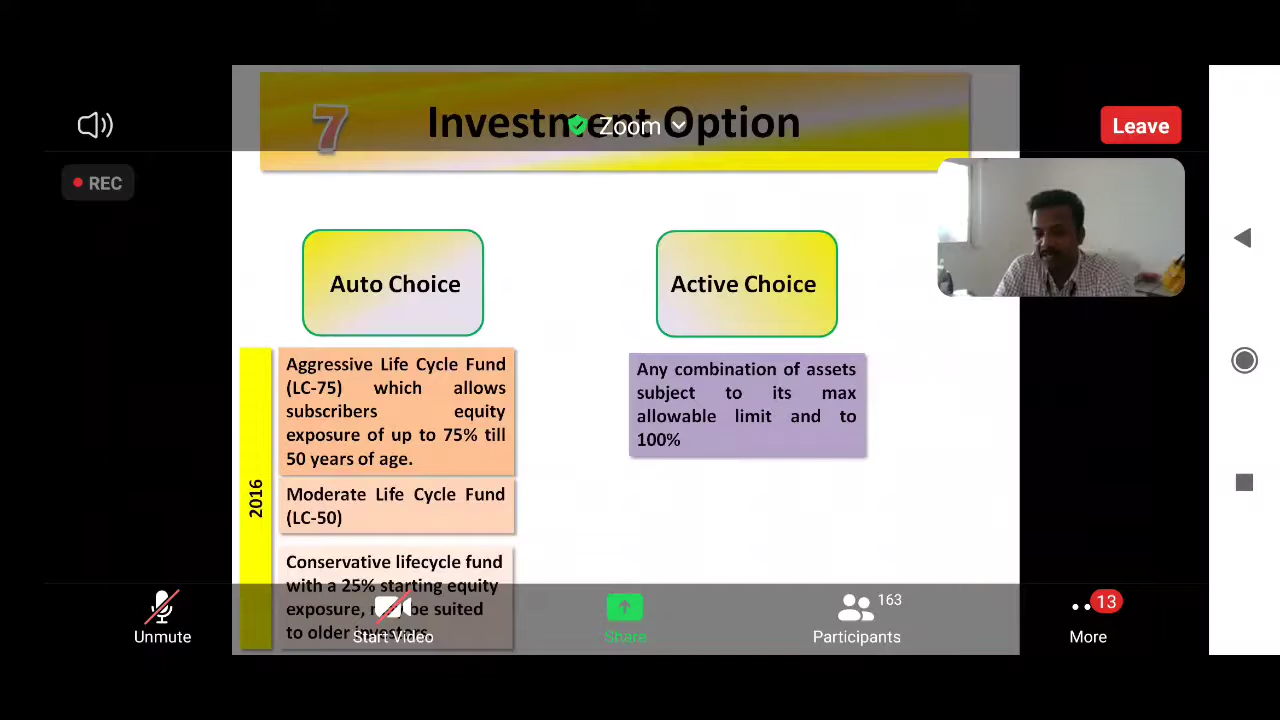 7 Investment Option
Zoom
Leave
REC
Auto Choice
Active Choice
Aggressive Life Cycle Fund
(LC-75) which allows
subscribers equity
exposure of up to 75% till
50 years of age.
Any combination of assets
subject to its max
allowable limit and to
100%
2016
Moderate Life Cycle Fund
(LC-50)
Conservative lifecycle fund
with a 25% starting equity
exposure, be suited
to older investors
163
13
Unmute
Start Video
Share
Participants
More